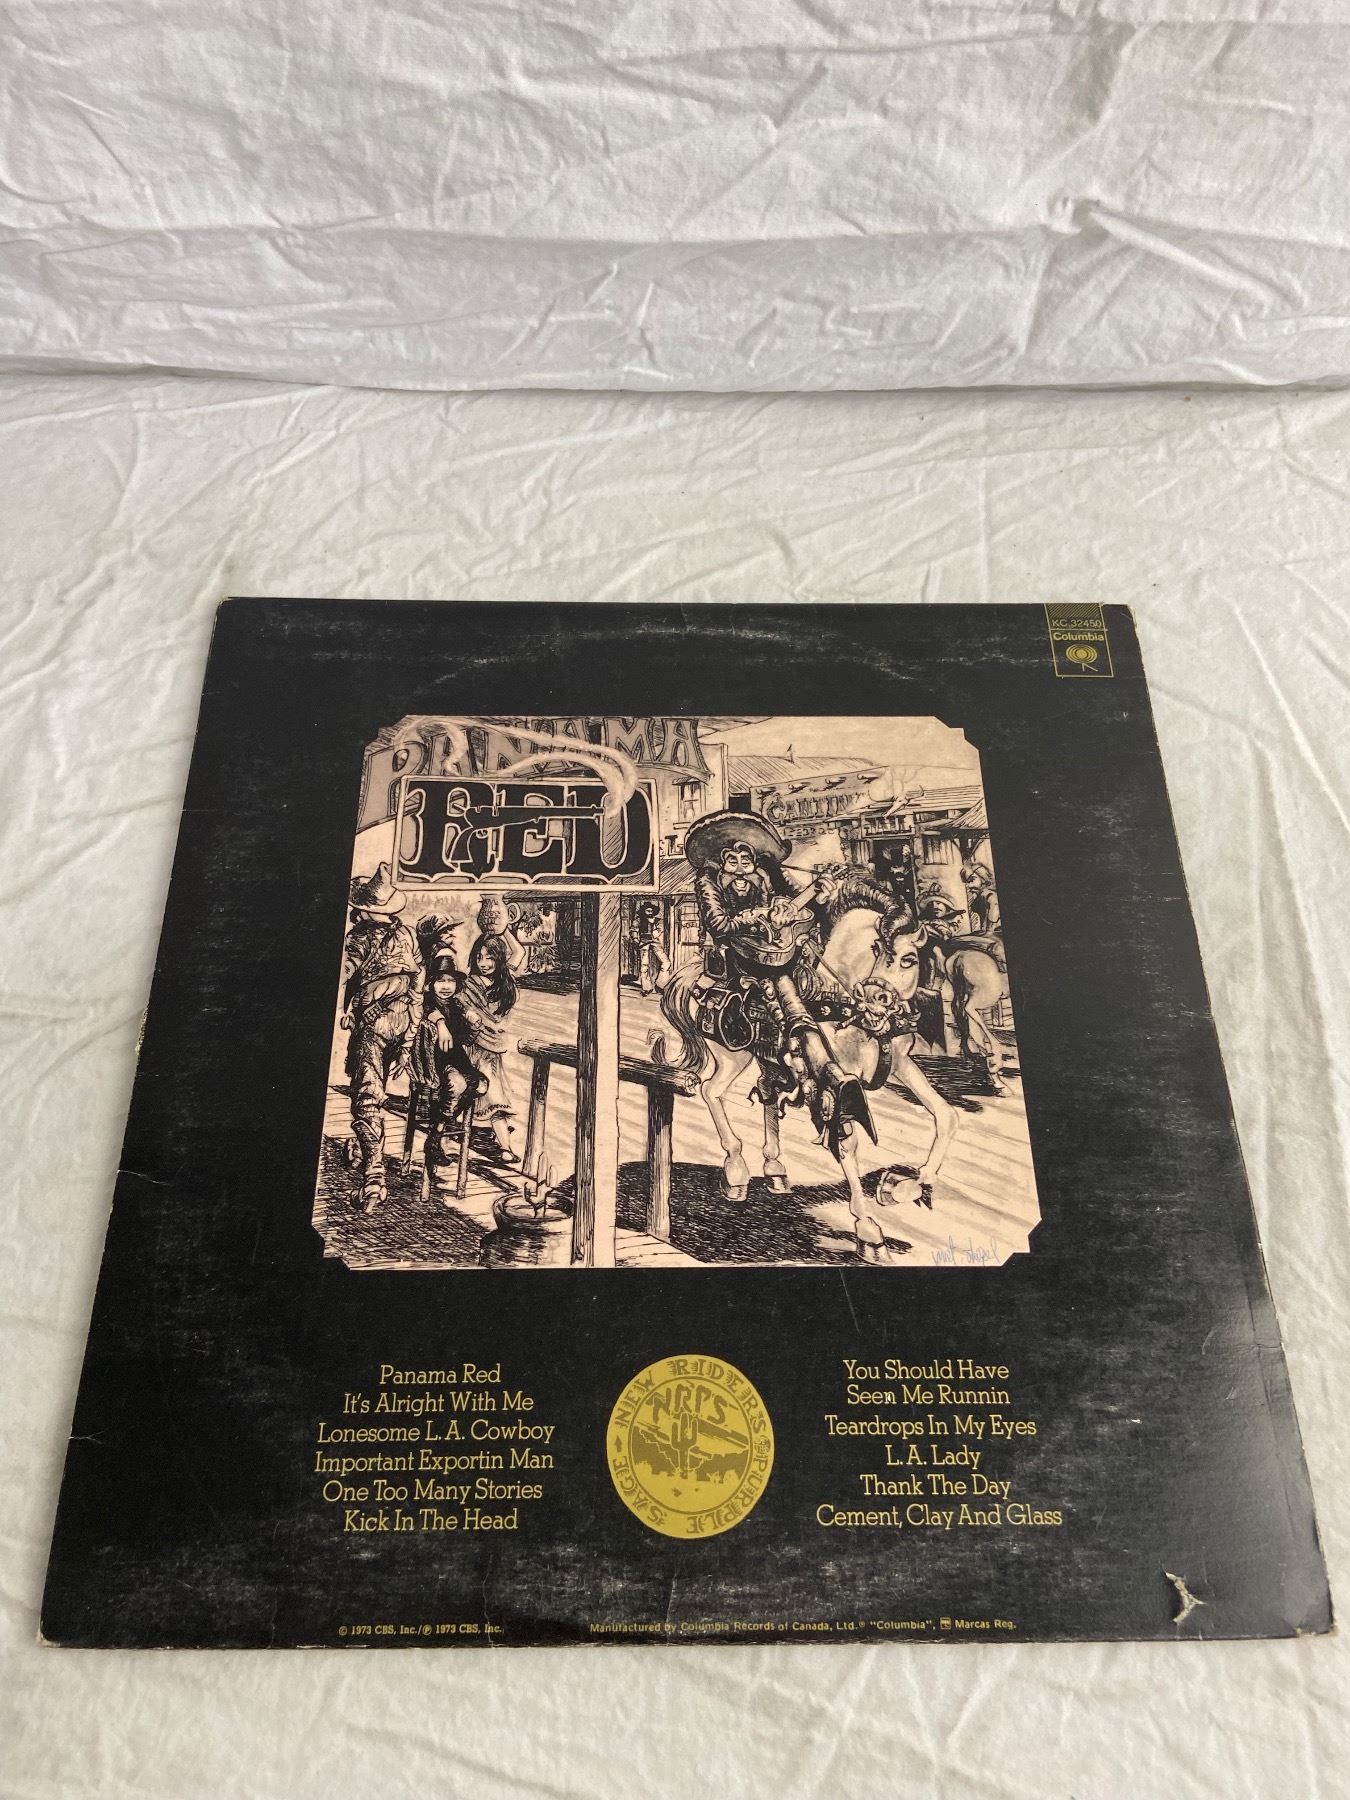 KC 32450
Columbia
PANAMA
RED
CANTINA
JAIL
Panama Red
It's Alright With Me
Lonesome L.A. Cowboy
Important Exportin Man
One Too Many Stories
Kick In The Head
NEW RIDERS PURPLE SAGE
NRPS
You Should Have
Seen Me Runnin
Teardrops In My Eyes
L.A. Lady
Thank The Day
Cement, Clay And Glass
© 1973 CBS, Inc./℗ 1973 CBS, Inc.
Manufactured by Columbia Records of Canada, Ltd.® "Columbia", Marcas Reg.